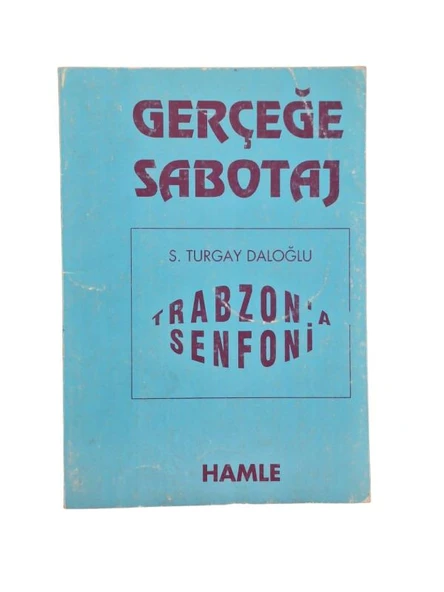 GERÇEĞE
SABOTAJ
S. TURGAY DALOĞLU
TRABZON'A
SENFONİ
HAMLE